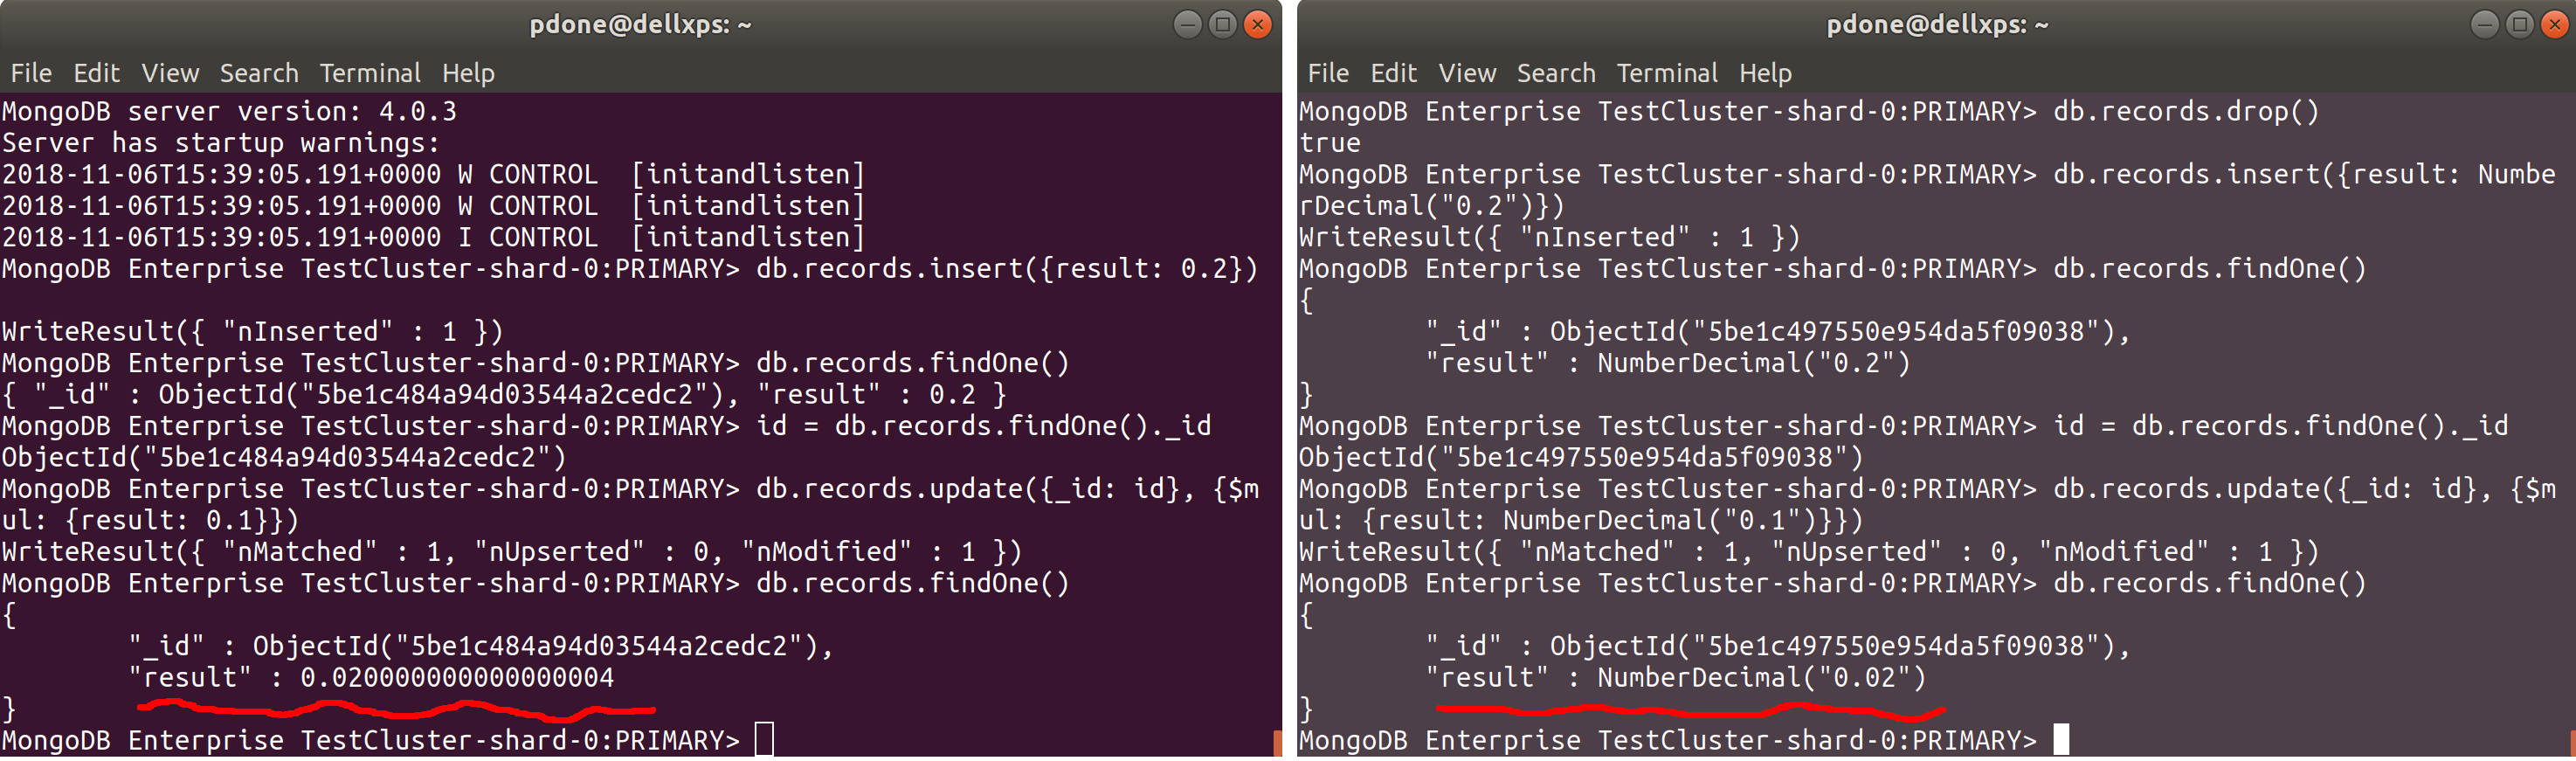 pdone@dellxps: ~
File Edit View Search Terminal Help
MongoDB server version: 4.0.3
Server has startup warnings:
2018-11-06T15:39:05.191+0000 W CONTROL  [initandlisten]
2018-11-06T15:39:05.191+0000 W CONTROL  [initandlisten]
2018-11-06T15:39:05.191+0000 I CONTROL  [initandlisten]
MongoDB Enterprise TestCluster-shard-0:PRIMARY> db.records.insert({result: 0.2})
WriteResult({ "nInserted" : 1 })
MongoDB Enterprise TestCluster-shard-0:PRIMARY> db.records.findOne()
{ "_id" : ObjectId("5be1c484a94d03544a2cedc2"), "result" : 0.2 }
MongoDB Enterprise TestCluster-shard-0:PRIMARY> id = db.records.findOne()._id
ObjectId("5be1c484a94d03544a2cedc2")
MongoDB Enterprise TestCluster-shard-0:PRIMARY> db.records.update({_id: id}, {$m
ul: {result: 0.1}})
WriteResult({ "nMatched" : 1, "nUpserted" : 0, "nModified" : 1 })
MongoDB Enterprise TestCluster-shard-0:PRIMARY> db.records.findOne()
{
        "_id" : ObjectId("5be1c484a94d03544a2cedc2"),
        "result" : 0.020000000000000004
}
MongoDB Enterprise TestCluster-shard-0:PRIMARY>
pdone@dellxps: ~
File Edit View Search Terminal Help
MongoDB Enterprise TestCluster-shard-0:PRIMARY> db.records.drop()
true
MongoDB Enterprise TestCluster-shard-0:PRIMARY> db.records.insert({result: Numbe
rDecimal("0.2")})
WriteResult({ "nInserted" : 1 })
MongoDB Enterprise TestCluster-shard-0:PRIMARY> db.records.findOne()
{
        "_id" : ObjectId("5be1c497550e954da5f09038"),
        "result" : NumberDecimal("0.2")
}
MongoDB Enterprise TestCluster-shard-0:PRIMARY> id = db.records.findOne()._id
ObjectId("5be1c497550e954da5f09038")
MongoDB Enterprise TestCluster-shard-0:PRIMARY> db.records.update({_id: id}, {$m
ul: {result: NumberDecimal("0.1")}})
WriteResult({ "nMatched" : 1, "nUpserted" : 0, "nModified" : 1 })
MongoDB Enterprise TestCluster-shard-0:PRIMARY> db.records.findOne()
{
        "_id" : ObjectId("5be1c497550e954da5f09038"),
        "result" : NumberDecimal("0.02")
}
MongoDB Enterprise TestCluster-shard-0:PRIMARY>